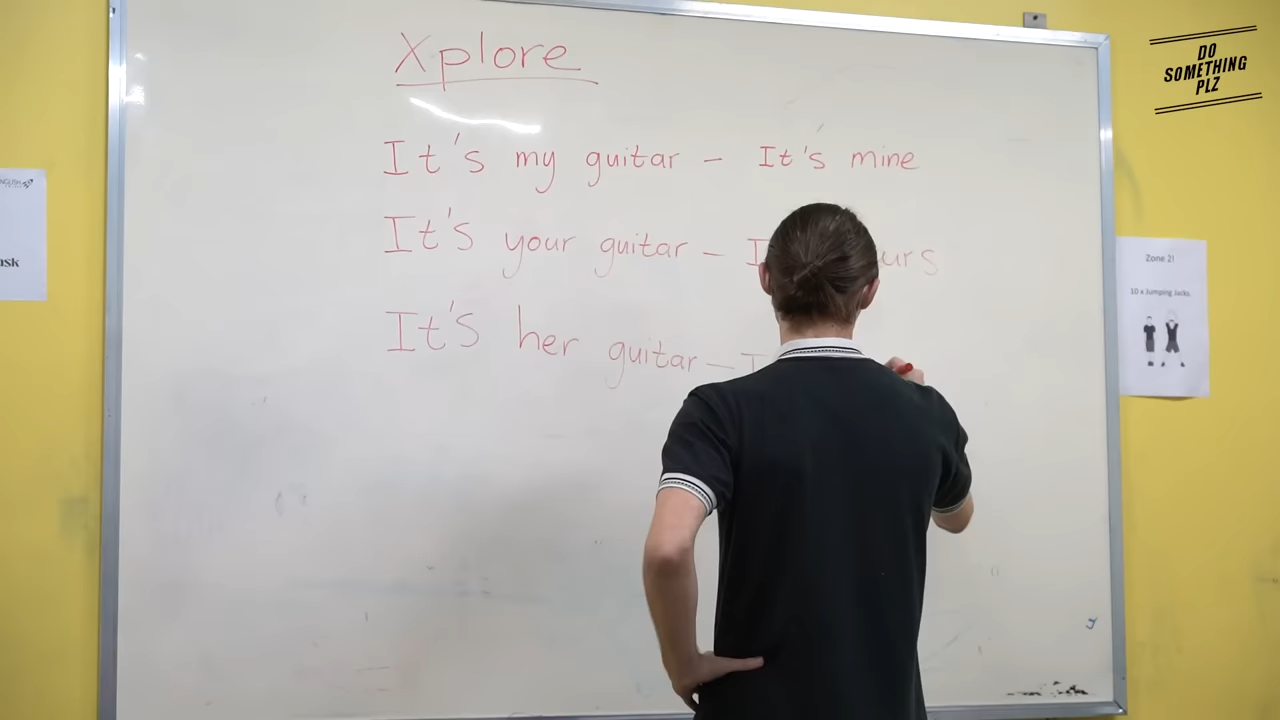 Xplore
It's my guitar - It's mine
It's your guitar -
It's her guitar -
DO
SOMETHING
PLZ
ENGLISH
Zone 2!
10 x Jumping Jacks.